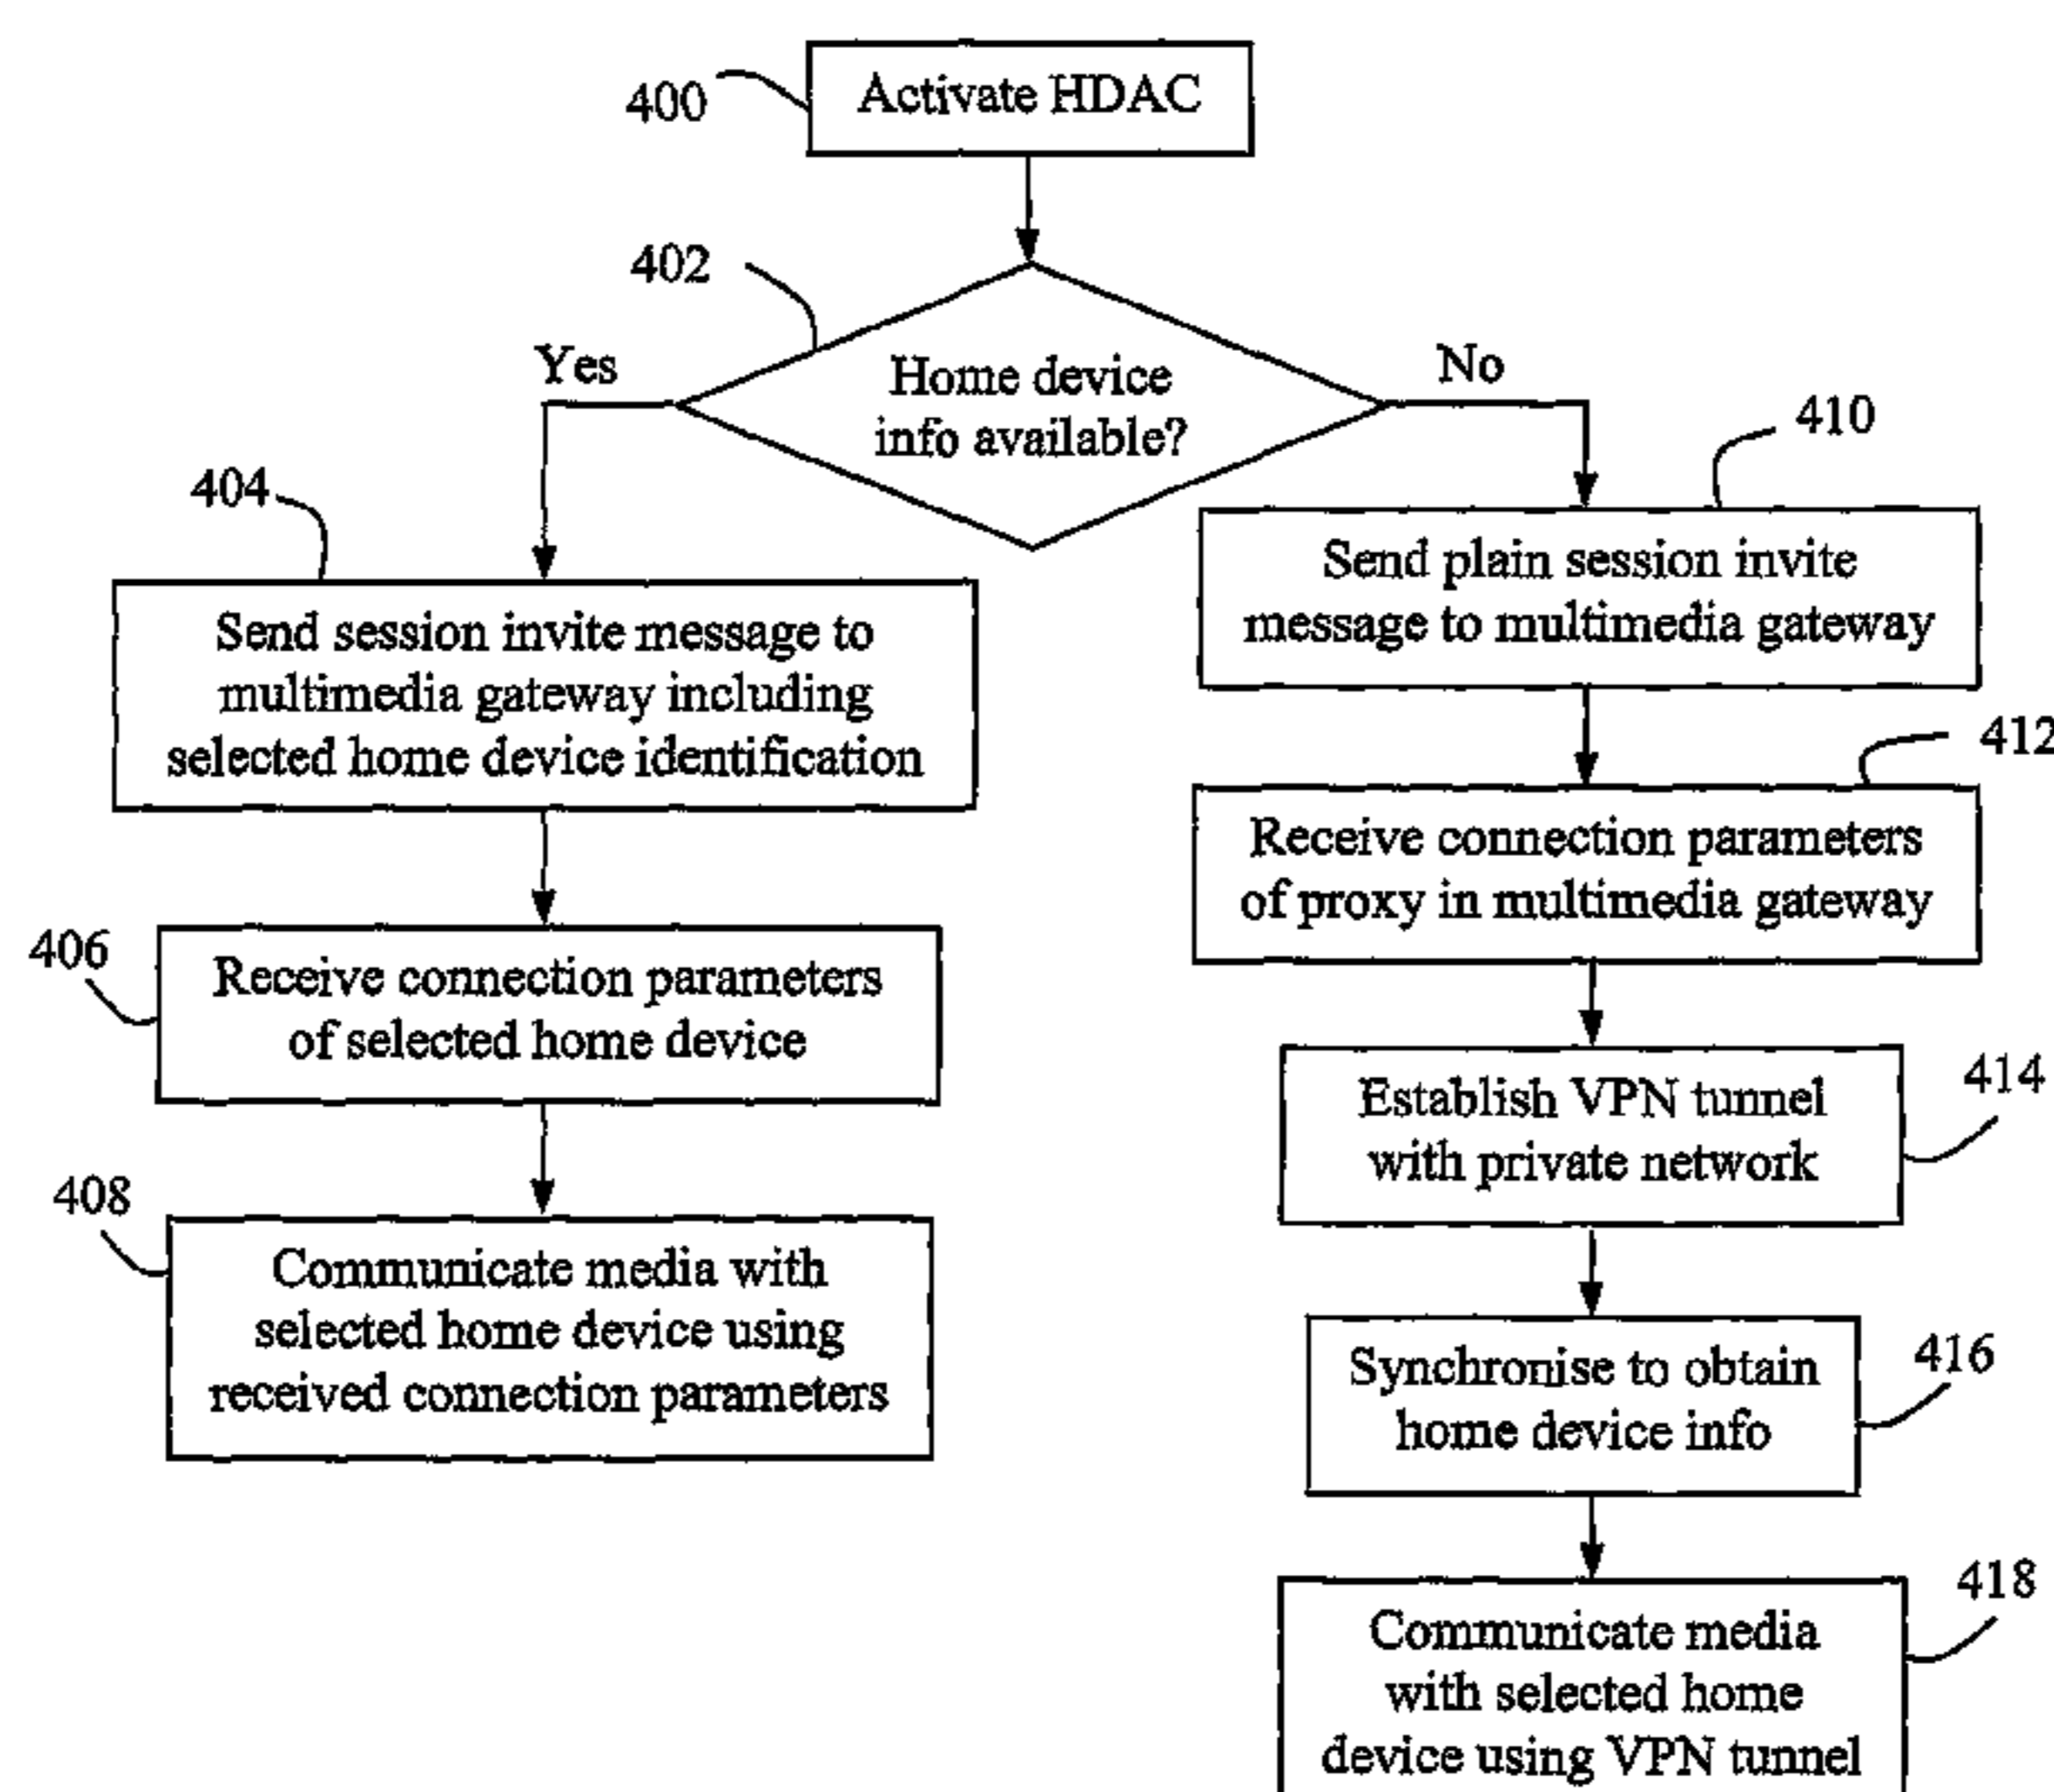 400
Activate HDAC
402
Yes
Home device
info available?
No
404
Send session invite message to
multimedia gateway including
selected home device identification
406
Receive connection parameters
of selected home device
408
Communicate media with
selected home device using
received connection parameters
410
Send plain session invite
message to multimedia gateway
412
Receive connection parameters
of proxy in multimedia gateway
414
Establish VPN tunnel
with private network
416
Synchronise to obtain
home device info
418
Communicate media
with selected home
device using VPN tunnel